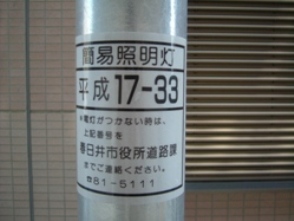 簡易照明灯
平成17-33
※電灯がつかない時は、
上記番号を
春日井市役所道路課
までご連絡ください。
☎81-5111